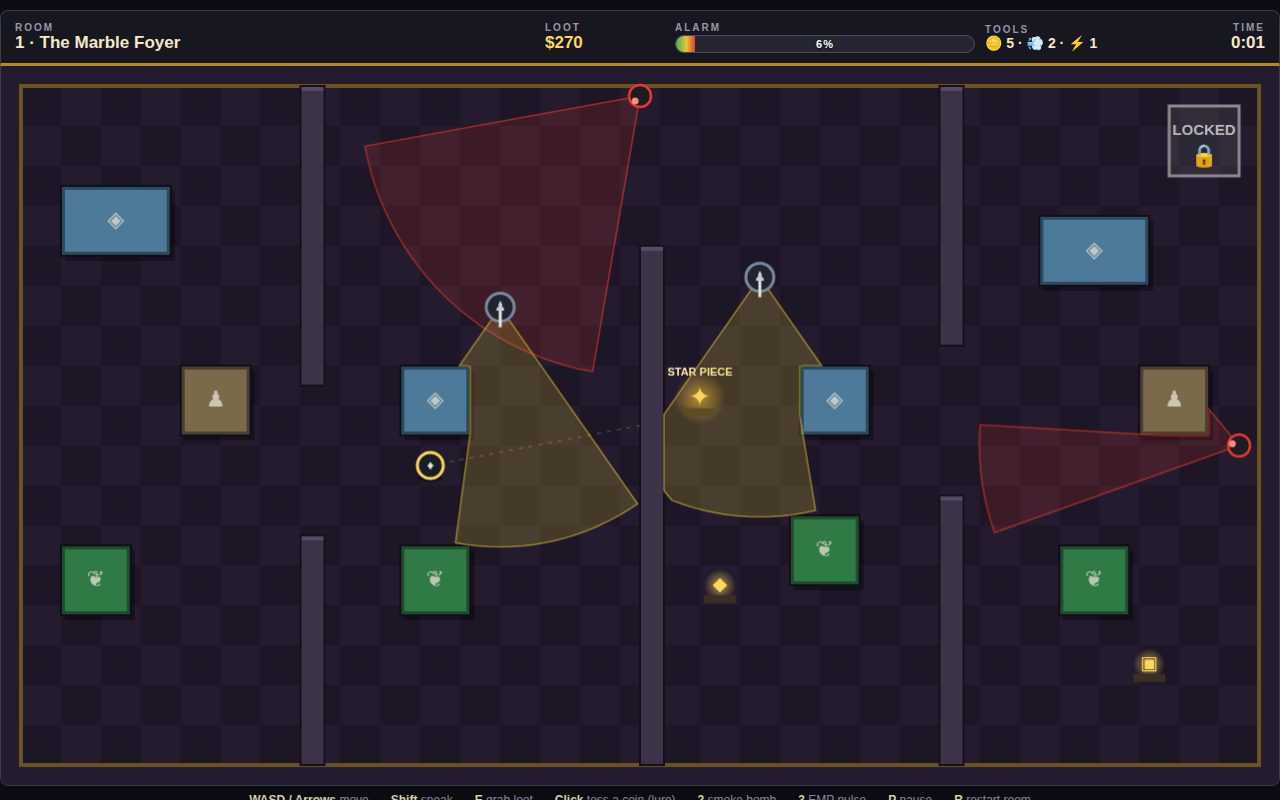 ROOM
1 · The Marble Foyer
LOOT
$270
ALARM
6%
TOOLS
🪙 5 · 💨 2 · ⚡ 1
TIME
0:01
LOCKED
STAR PIECE
WASD / Arrows move Shift sneak E grab loot Click toss a coin (lure) 2 smoke bomb 3 EMP pulse P pause R restart room